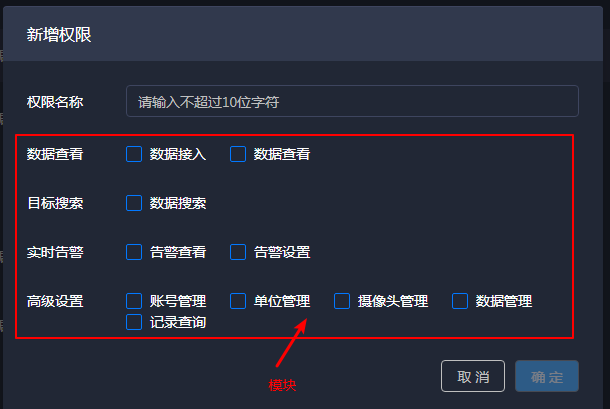 新增权限
权限名称 请输入不超过10位字符
数据查看 数据接入 数据查看
目标搜索 数据搜索
实时告警 告警查看 告警设置
高级设置 账号管理 单位管理 摄像头管理 数据管理
记录查询
模块
取消 确定